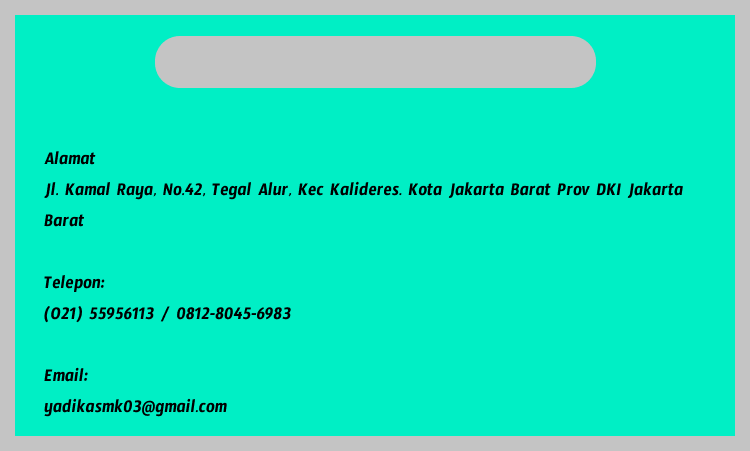 Alamat
Jl. Kamal Raya, No.42, Tegal Alur, Kec Kalideres. Kota Jakarta Barat Prov DKI Jakarta
Barat
Telepon:
(021) 55956113 / 0812-8045-6983
Email:
yadikasmk03@gmail.com